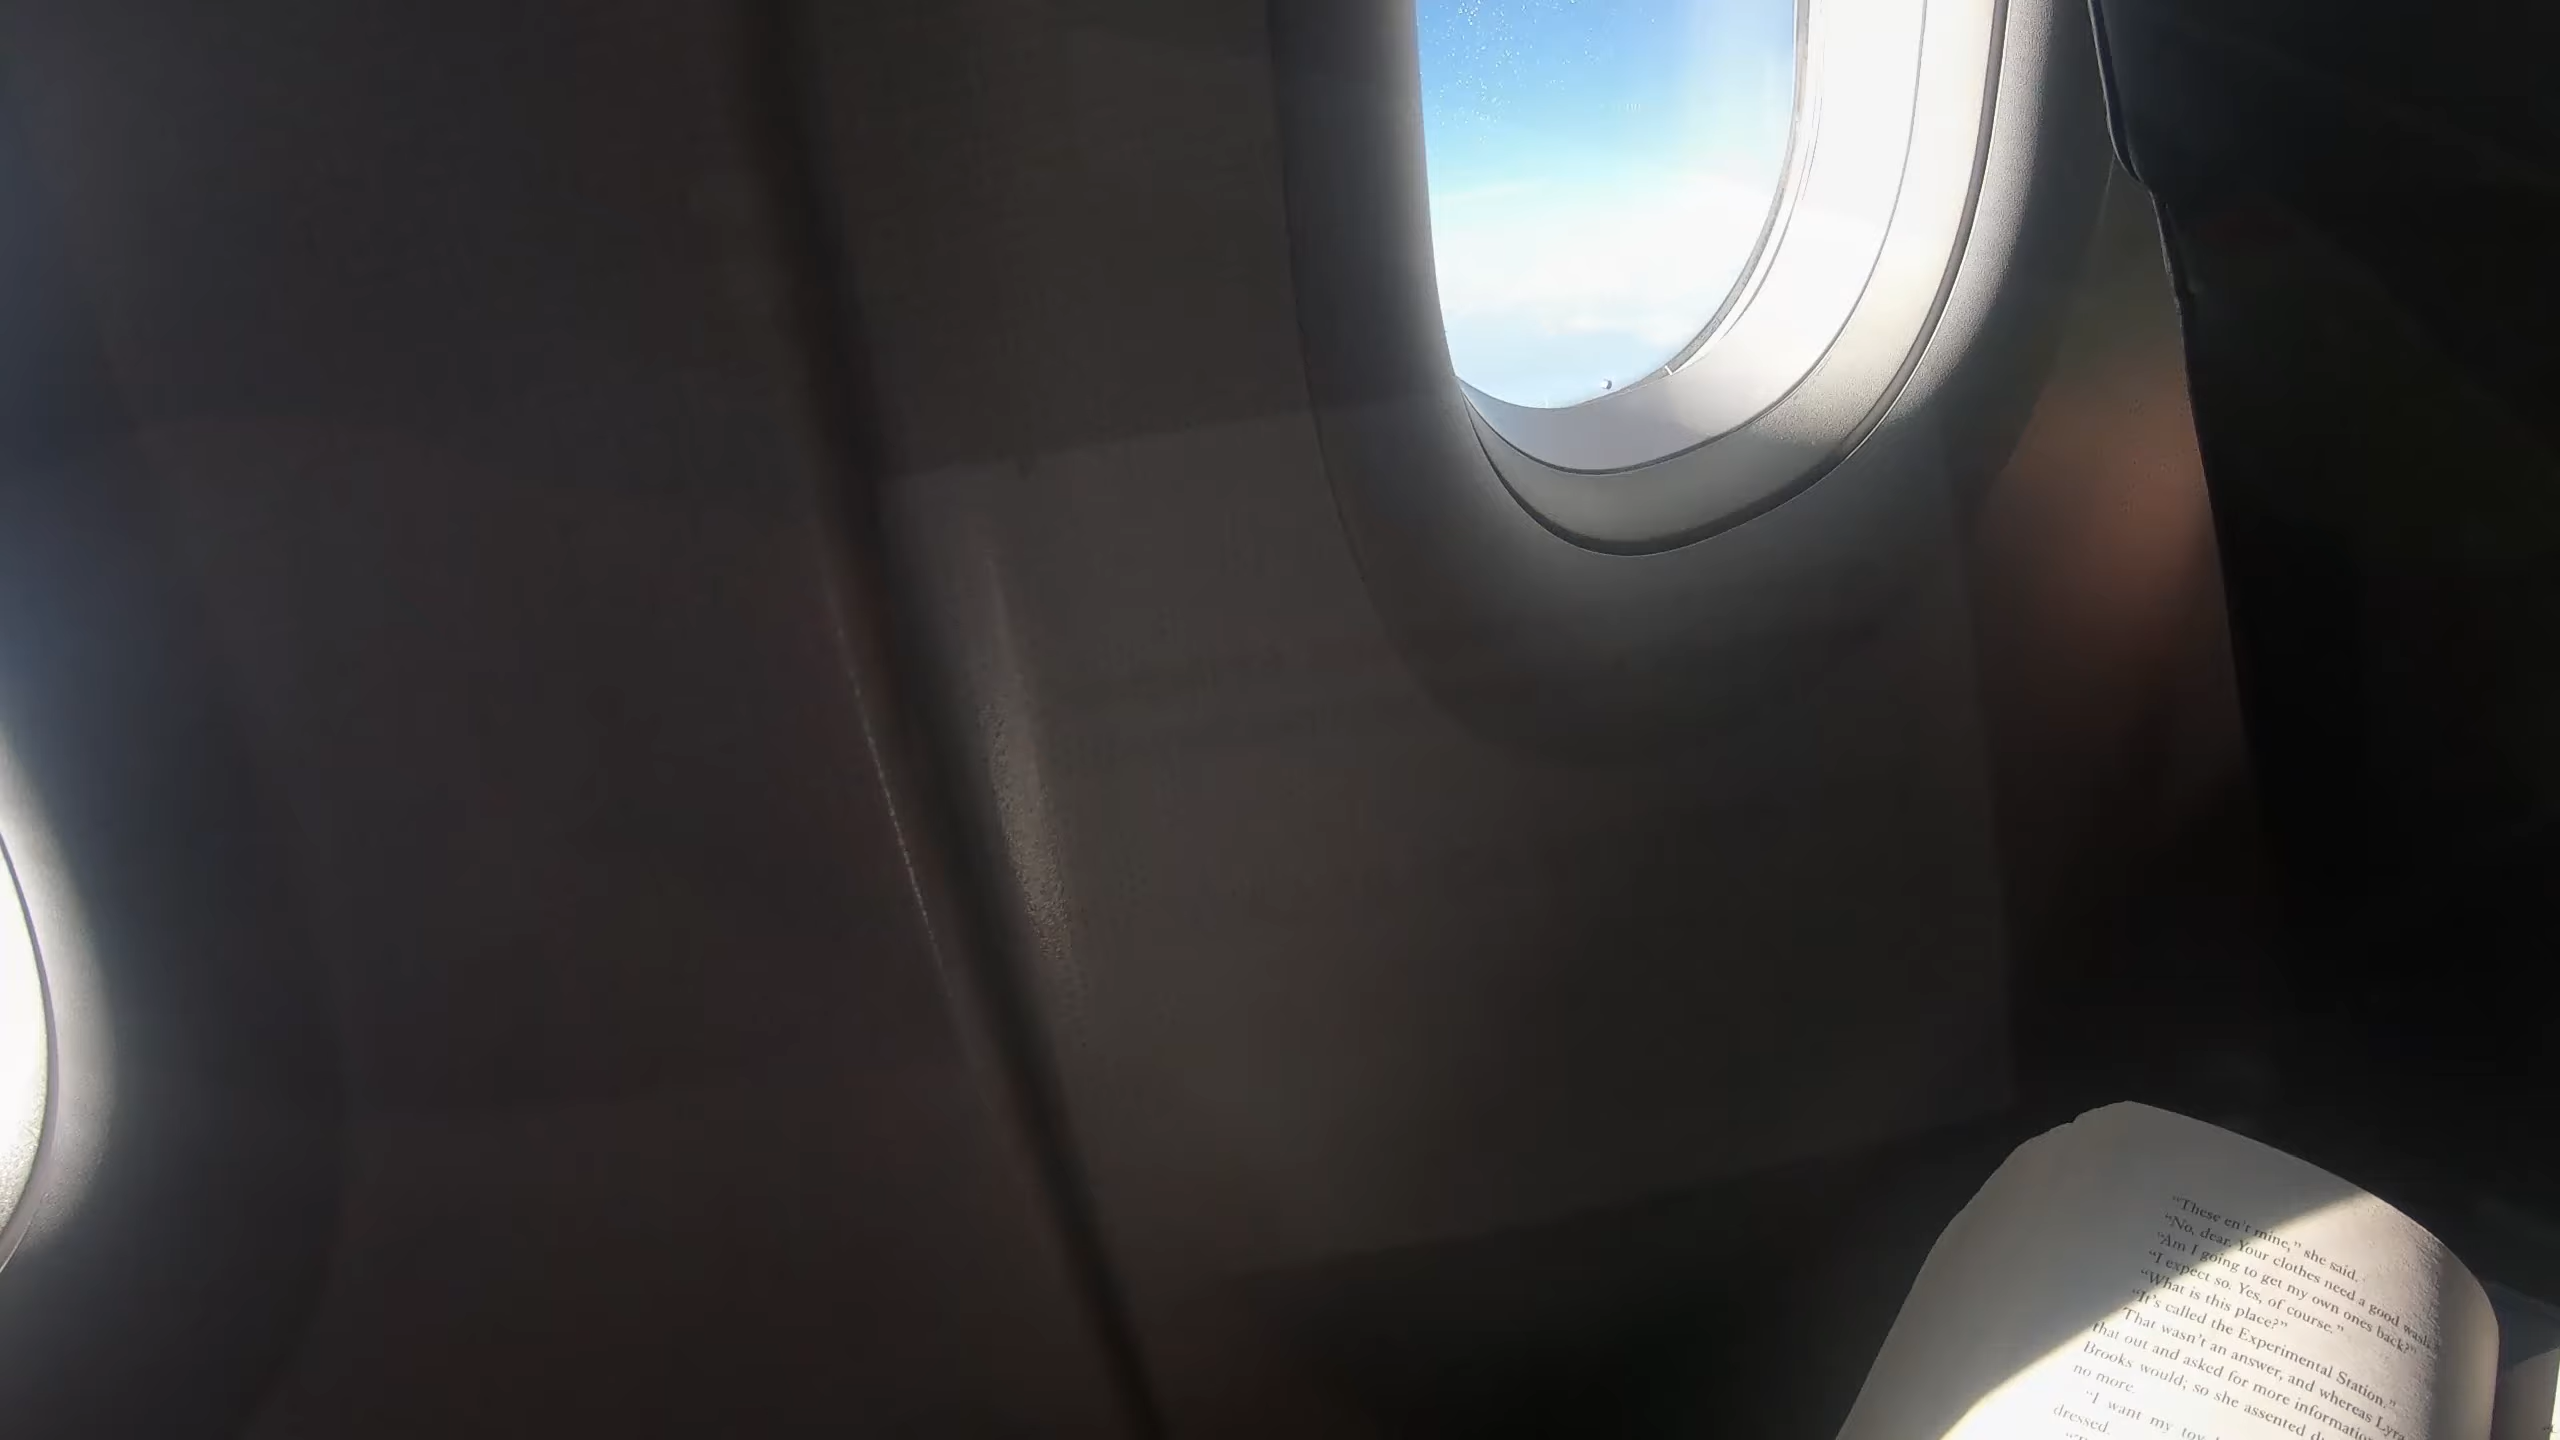 “These en’t mine,” she said.
“No, dear. Your clothes need a good wash.
“Am I going to get my own ones back?”
“I expect so. Yes, of course.”
“What is this place?”
“It’s called the Experimental Station.”
That wasn’t an answer, and whereas Lyra
that out and asked for more information
Brooks would; so she assented
no more.
“I want my toy
dressed.